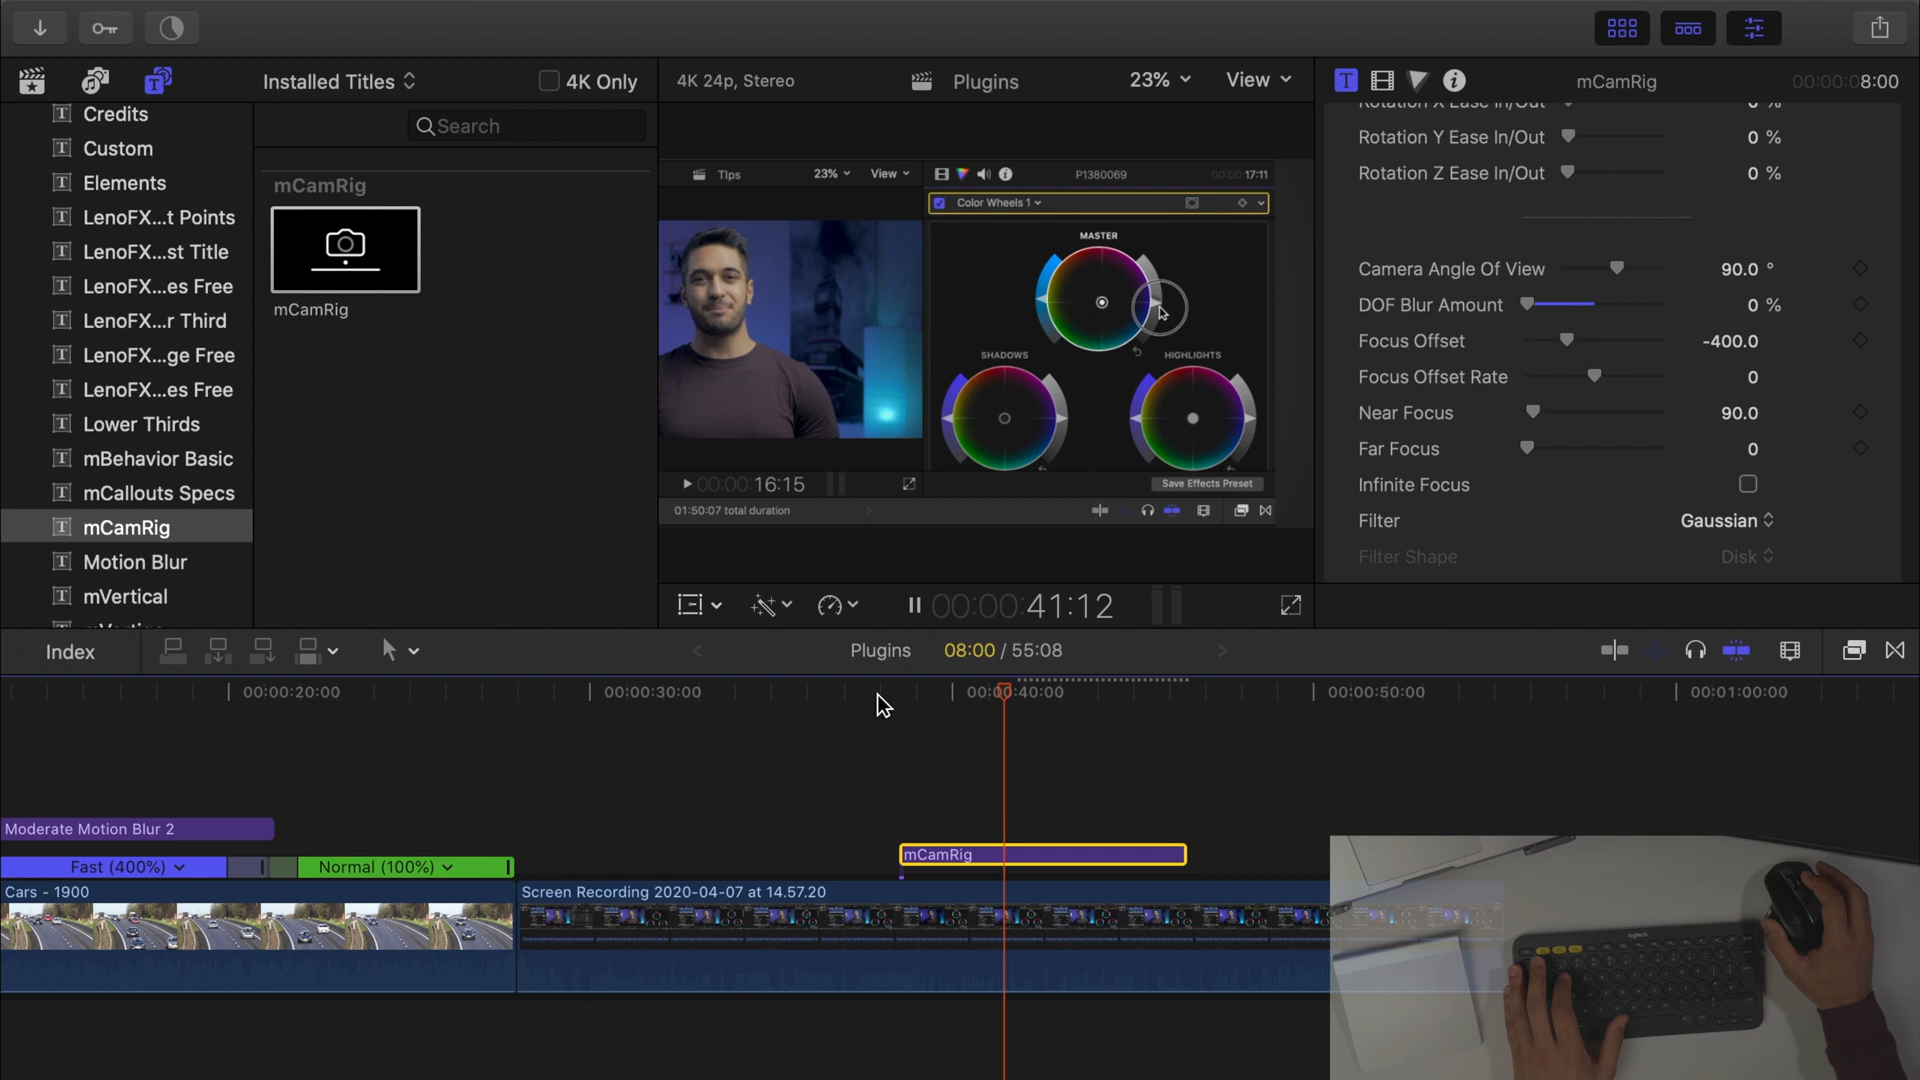 Installed Titles
4K Only
4K 24p, Stereo
Plugins
23%
View
mCamRig
00:00:08:00
Credits
Custom
Elements
LenoFX...t Points
LenoFX...st Title
LenoFX...es Free
LenoFX...r Third
LenoFX...ge Free
LenoFX...es Free
Lower Thirds
mBehavior Basic
mCallouts Specs
mCamRig
Motion Blur
mVertical
Search
mCamRig
mCamRig
TIps
23%
View
P1380069
00:00:17:11
Color Wheels 1
MASTER
SHADOWS
HIGHLIGHTS
00:00:16:15
Save Effects Preset
01:50:07 total duration
00:00:41:12
Rotation X Ease In/Out
0 %
Rotation Y Ease In/Out
0 %
Rotation Z Ease In/Out
0 %
Camera Angle Of View
90.0 °
DOF Blur Amount
0 %
Focus Offset
-400.0
Focus Offset Rate
0
Near Focus
90.0
Far Focus
0
Infinite Focus
Filter
Gaussian
Filter Shape
Disk
Index
Plugins
08:00 / 55:08
00:00:20:00
00:00:30:00
00:00:40:00
00:00:50:00
00:01:00:00
Moderate Motion Blur 2
Fast (400%)
Normal (100%)
mCamRig
Cars - 1900
Screen Recording 2020-04-07 at 14.57.20
logitech